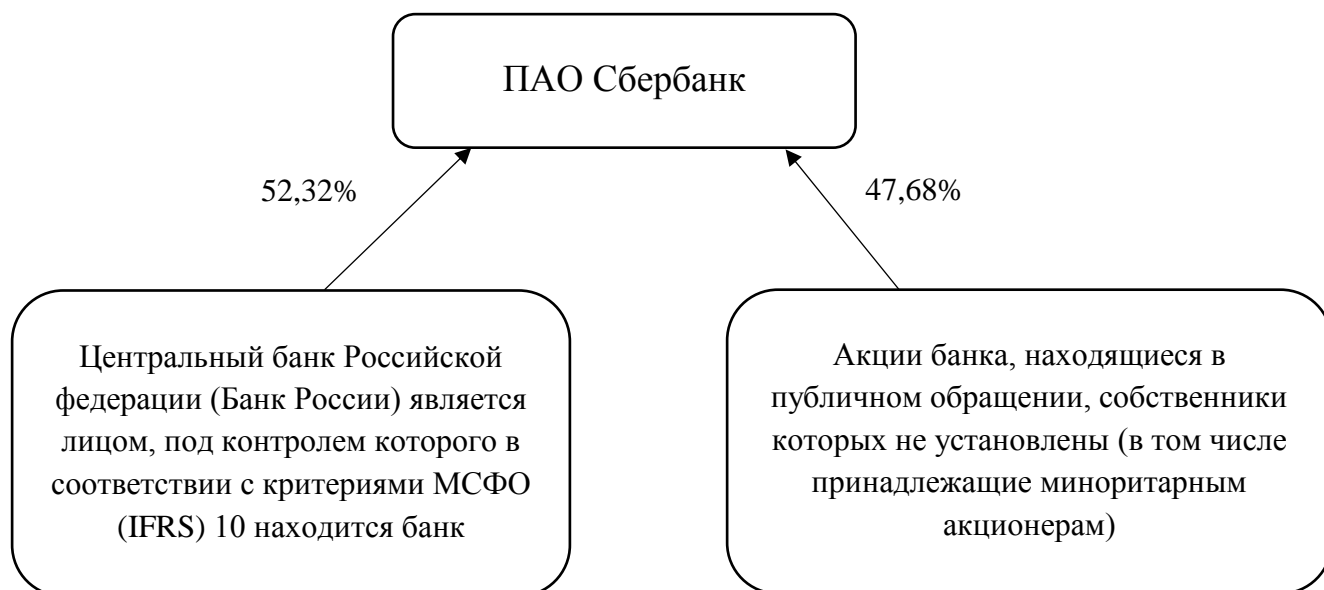 ПАО Сбербанк
52,32%
47,68%
Центральный банк Российской
федерации (Банк России) является
лицом, под контролем которого в
соответствии с критериями МСФО
(IFRS) 10 находится банк
Акции банка, находящиеся в
публичном обращении, собственники
которых не установлены (в том числе
принадлежащие миноритарным
акционерам)